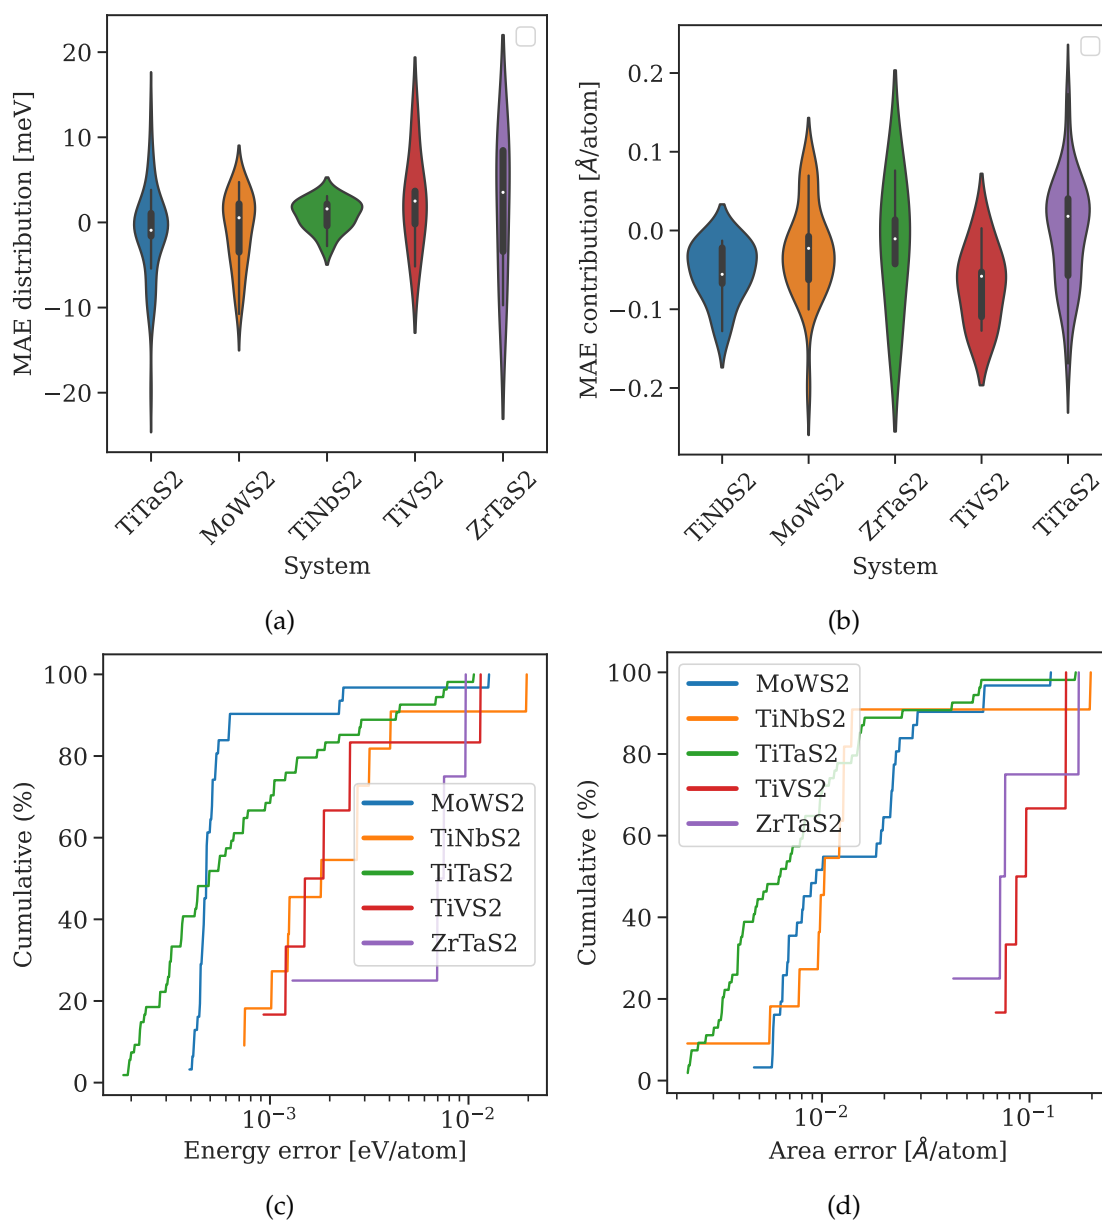 MAE distribution [meV]
20
10
0
−10
−20
TiTaS2
MoWS2
TiNbS2
TiVS2
ZrTaS2
System
(a)
MAE contribution [Å/atom]
0.2
0.1
0.0
−0.1
−0.2
TiNbS2
MoWS2
ZrTaS2
TiVS2
TiTaS2
System
(b)
Cumulative (%)
100
80
60
40
20
0
MoWS2
TiNbS2
TiTaS2
TiVS2
ZrTaS2
10⁻³
10⁻²
Energy error [eV/atom]
(c)
Cumulative (%)
100
80
60
40
20
0
MoWS2
TiNbS2
TiTaS2
TiVS2
ZrTaS2
10⁻²
10⁻¹
Area error [Å/atom]
(d)